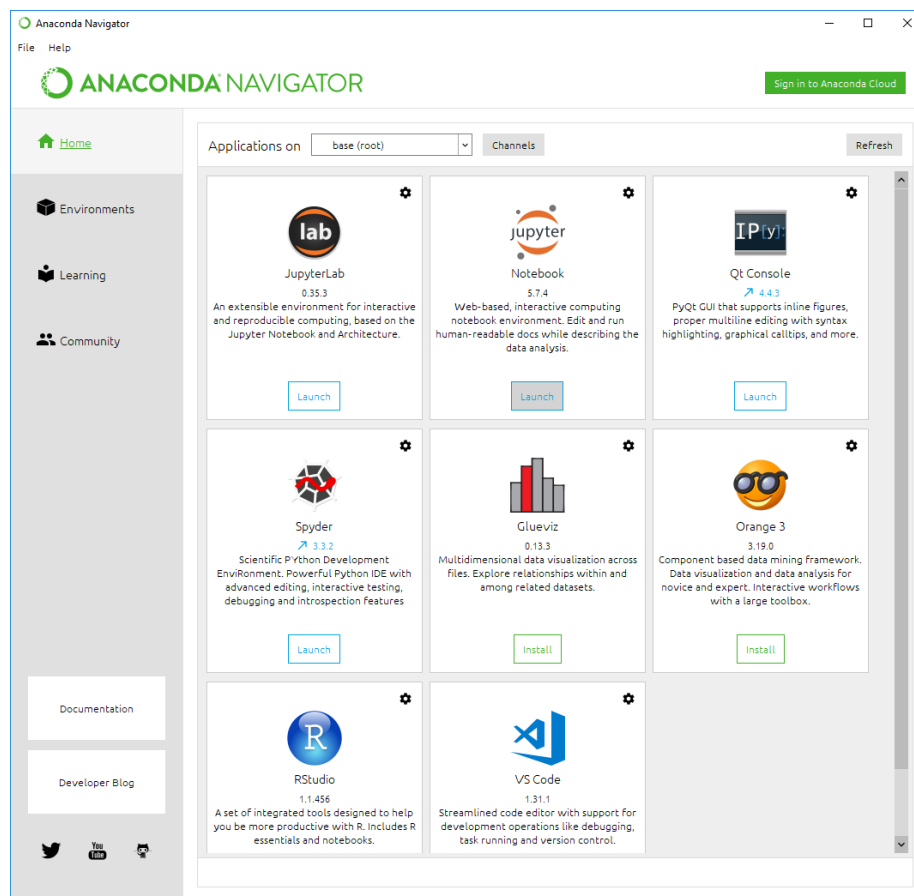 Anaconda Navigator
File Help
ANACONDA NAVIGATOR
Sign in to Anaconda Cloud
Home
Environments
Learning
Community
Documentation
Developer Blog
You
Tube
Applications on base (root) Channels Refresh
lab
JupyterLab
0.35.3
An extensible environment for interactive
and reproducible computing, based on the
Jupyter Notebook and Architecture.
Launch
jupyter
Notebook
5.7.4
Web-based, interactive computing
notebook environment. Edit and run
human-readable docs while describing the
data analysis.
Launch
IP[y]:
Qt Console
4.4.3
PyQt GUI that supports inline figures,
proper multiline editing with syntax
highlighting, graphical calltips, and more.
Launch
Spyder
3.3.2
Scientific PYthon Development
EnviRonment. Powerful Python IDE with
advanced editing, interactive testing,
debugging and introspection features
Launch
Glueviz
0.13.3
Multidimensional data visualization across
files. Explore relationships within and
among related datasets.
Install
Orange 3
3.19.0
Component based data mining framework.
Data visualization and data analysis for
novice and expert. Interactive workflows
with a large toolbox.
Install
R
RStudio
1.1.456
A set of integrated tools designed to help
you be more productive with R. Includes R
essentials and notebooks.
VS Code
1.31.1
Streamlined code editor with support for
development operations like debugging,
task running and version control.